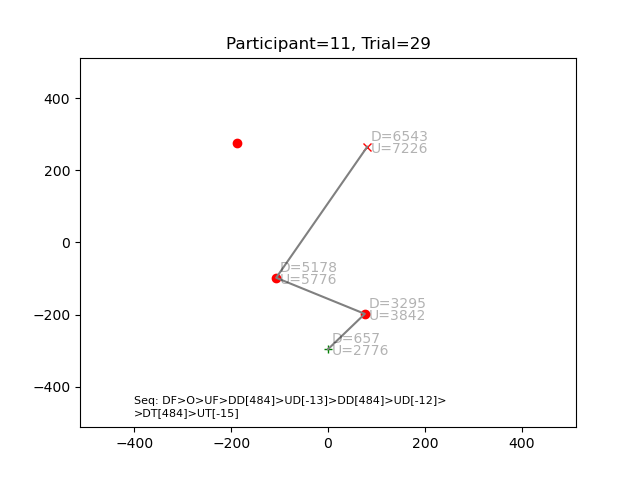 Participant=11, Trial=29
400
200
0
−200
−400
D=6543
U=7226
D=5178
U=5776
D=3295
U=3842
D=657
U=2776
Seq: DF>O>UF>DD[484]>UD[-13]>DD[484]>UD[-12]>
>DT[484]>UT[-15]
−400
−200
0
200
400